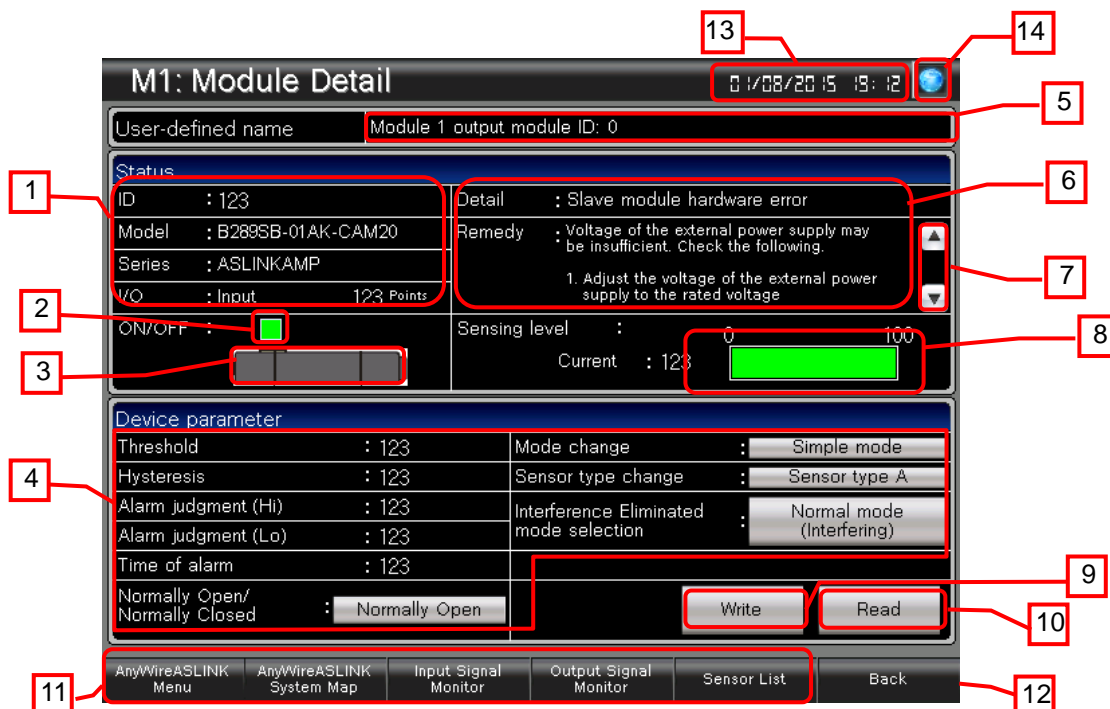 13
14
M1: Module Detail
01/08/2015 19:12
5
User-defined name
Module 1 output module ID: 0
Status
1
6
ID : 123
Detail : Slave module hardware error
Model : B289SB-01AK-CAM20
Remedy : Voltage of the external power supply may
be insufficient. Check the following.
Series : ASLINKAMP
1. Adjust the voltage of the external power
supply to the rated voltage
7
I/O : Input 123 Points
2
ON/OFF :
Sensing level :
0 100
8
3
Current : 123
Device parameter
4
Threshold : 123
Mode change : Simple mode
Hysteresis : 123
Sensor type change : Sensor type A
Alarm judgment (Hi) : 123
Interference Eliminated
mode selection : Normal mode
(Interfering)
Alarm judgment (Lo) : 123
Time of alarm : 123
Normally Open/
Normally Closed : Normally Open
Write
Read
9
10
AnyWireASLINK
Menu
AnyWireASLINK
System Map
Input Signal
Monitor
Output Signal
Monitor
Sensor List
Back
11
12